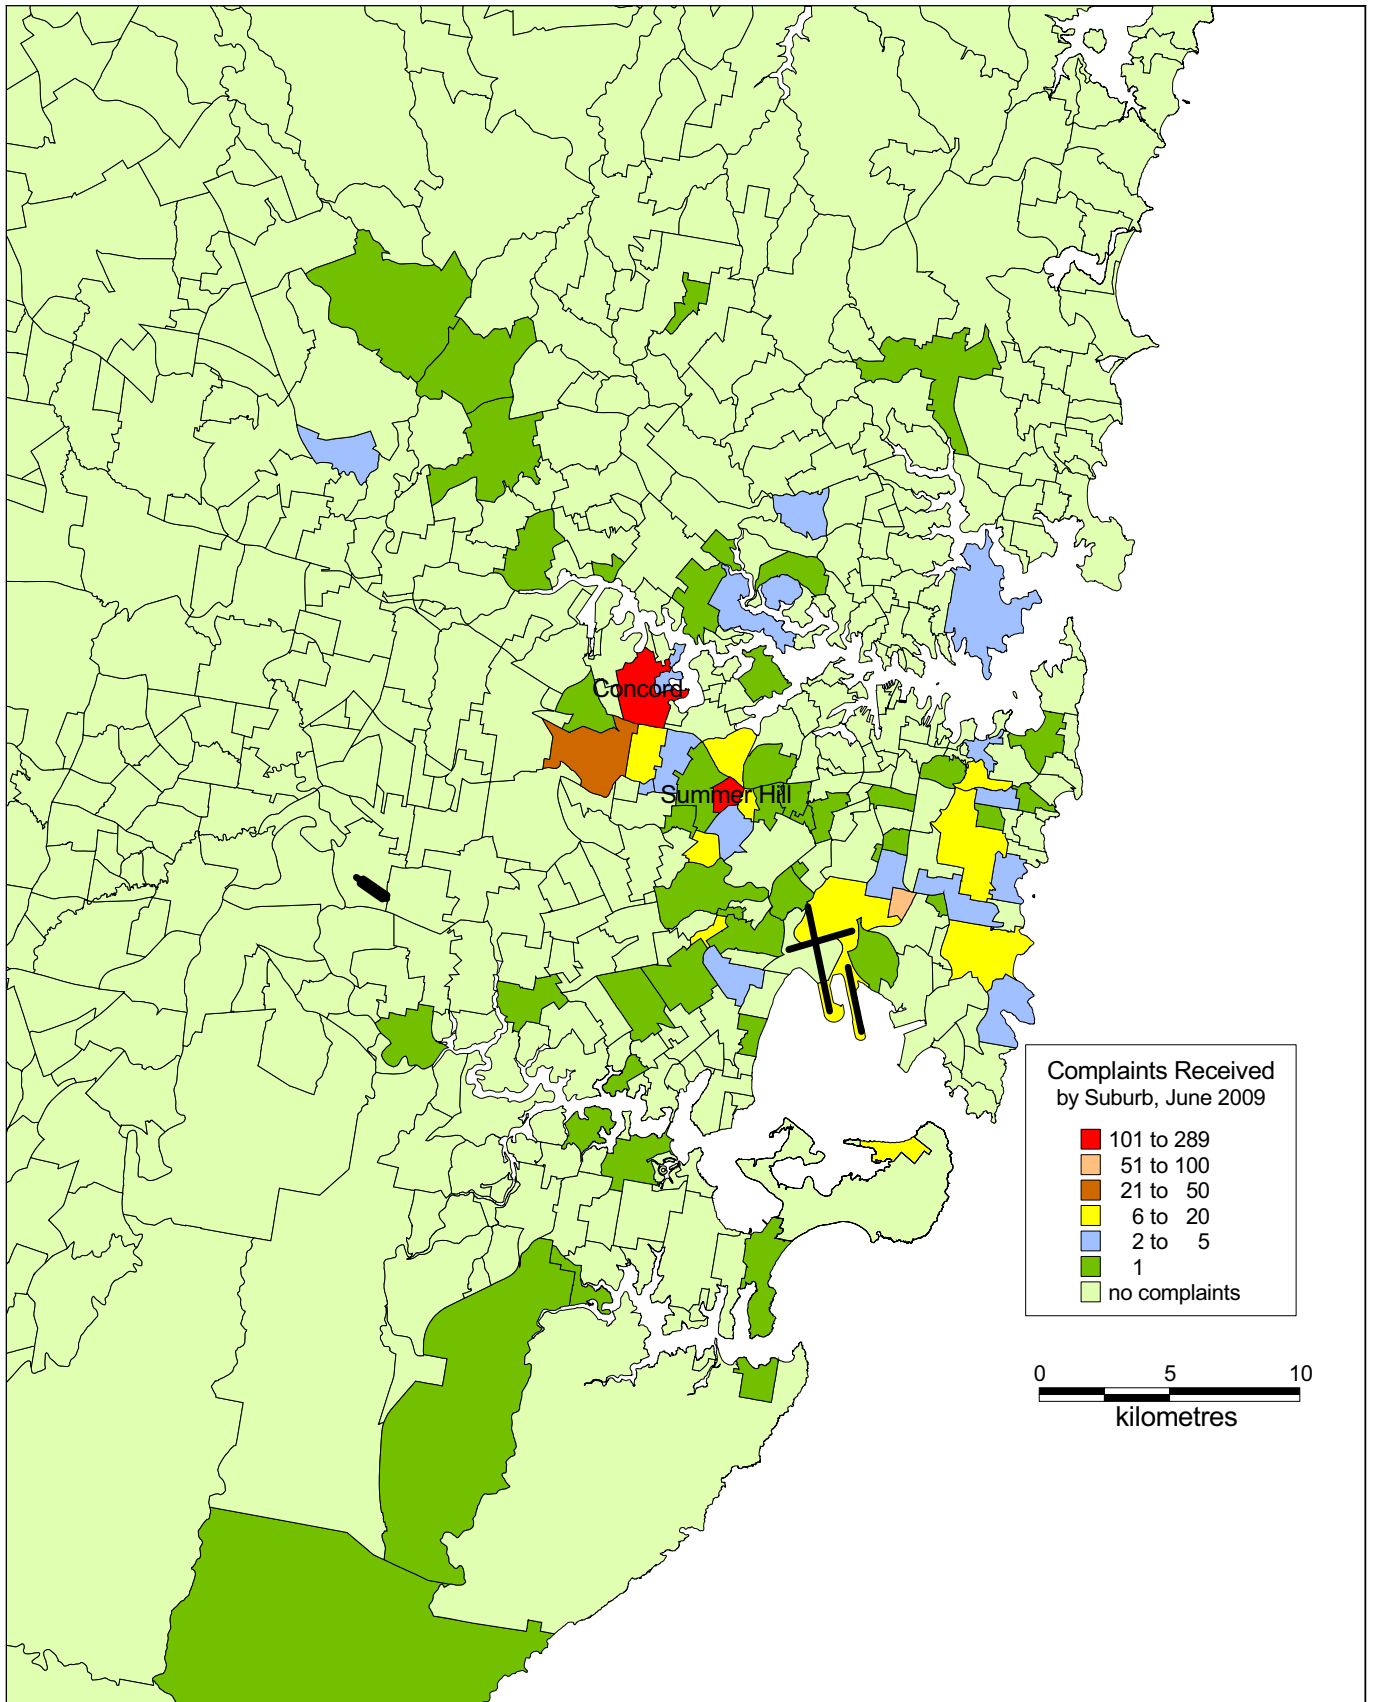 Concord
Summer Hill
Complaints Received
by Suburb, June 2009
101 to 289
51 to 100
21 to 50
6 to 20
2 to 5
1
no complaints
0 5 10
kilometres